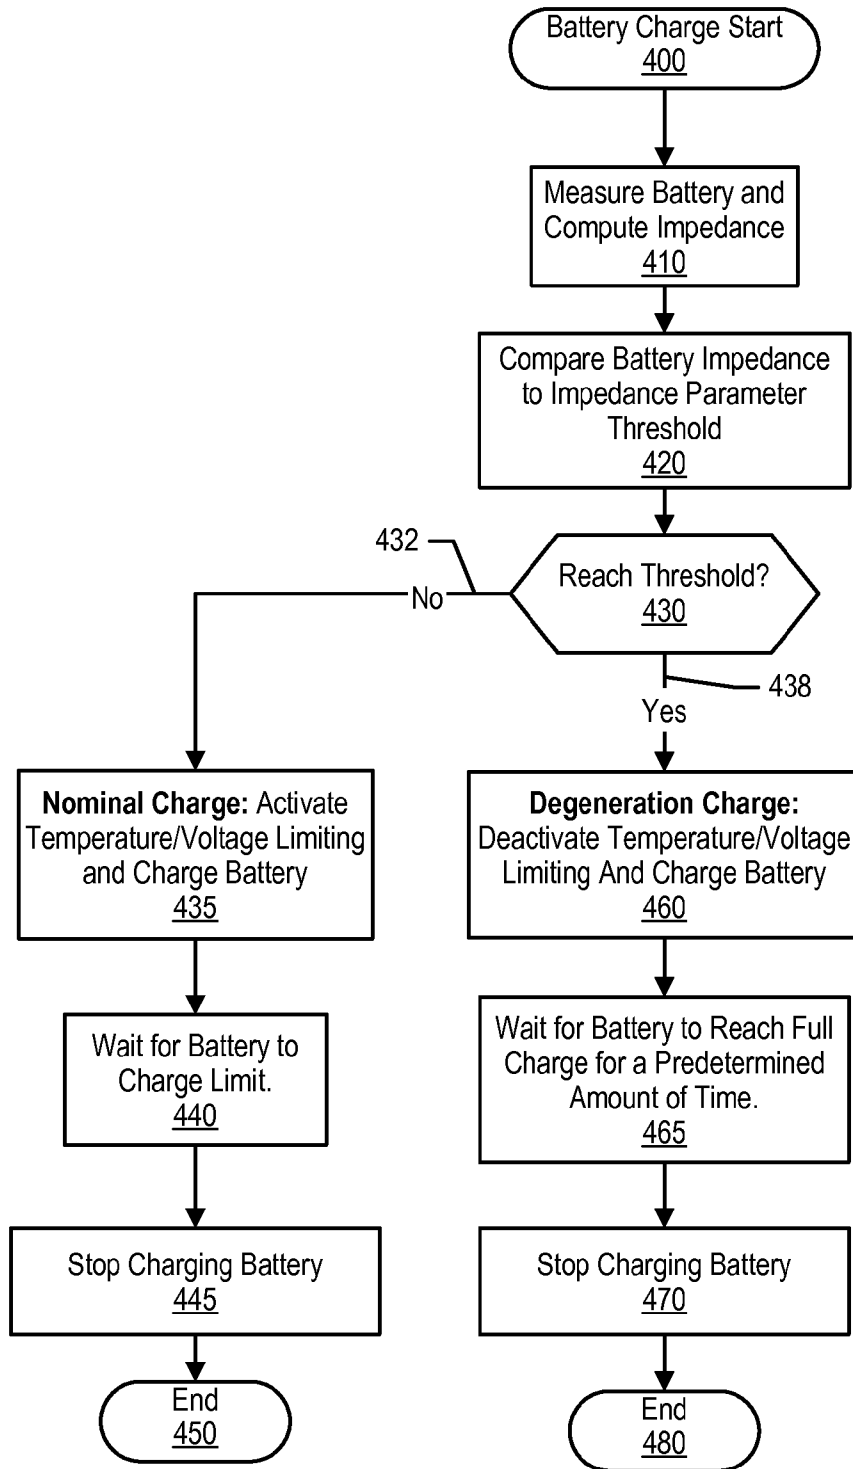 Battery Charge Start
400
Measure Battery and
Compute Impedance
410
Compare Battery Impedance
to Impedance Parameter
Threshold
420
432
Reach Threshold?
430
No
438
Yes
Nominal Charge: Activate
Temperature/Voltage Limiting
and Charge Battery
435
Degeneration Charge:
Deactivate Temperature/Voltage
Limiting And Charge Battery
460
Wait for Battery to
Charge Limit.
440
Wait for Battery to Reach Full
Charge for a Predetermined
Amount of Time.
465
Stop Charging Battery
445
Stop Charging Battery
470
End
450
End
480